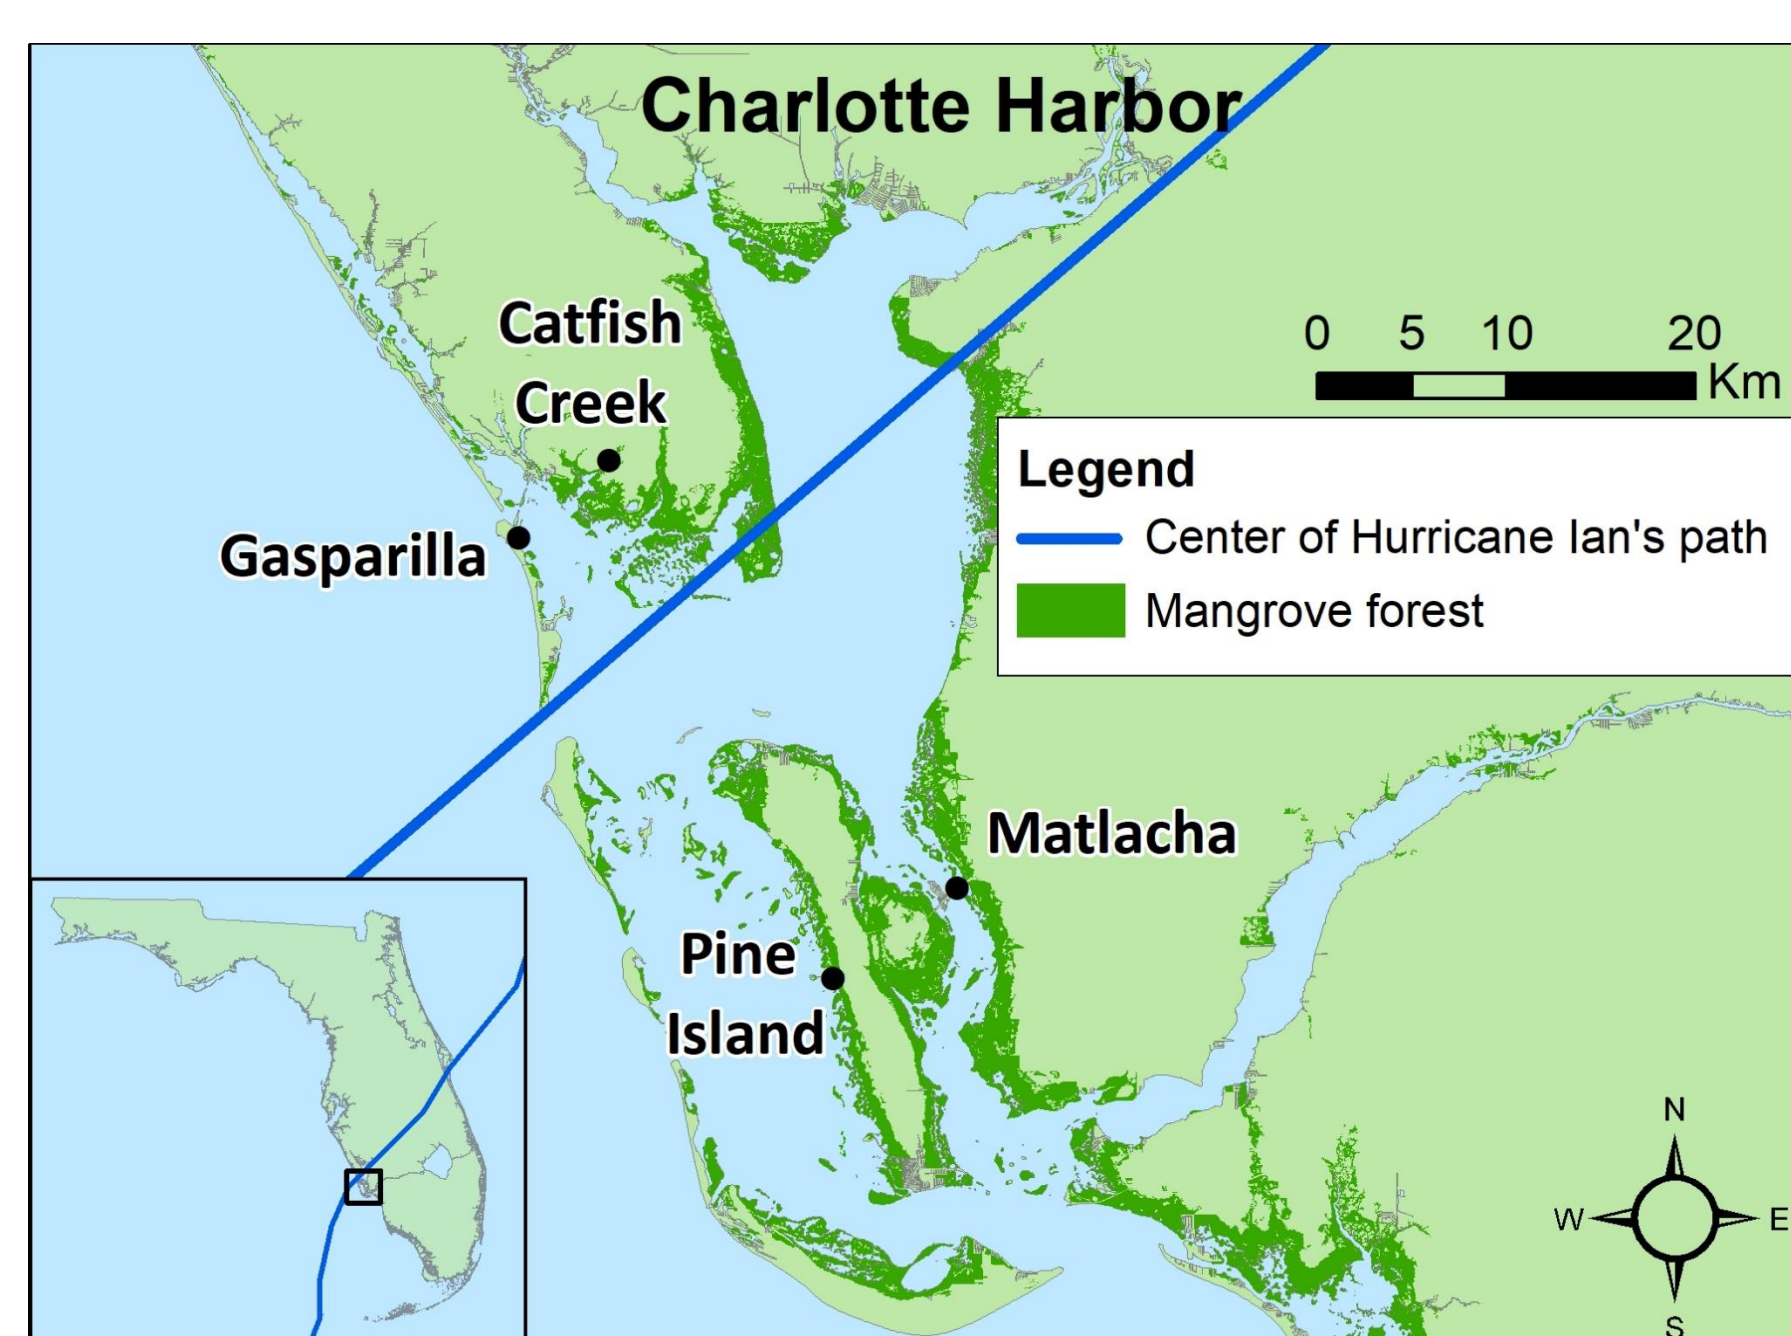 Charlotte Harbor
Catfish
Creek
0 5 10 20
Km
Legend
Center of Hurricane Ian's path
Mangrove forest
Gasparilla
Matlacha
Pine
Island
N
W E
S